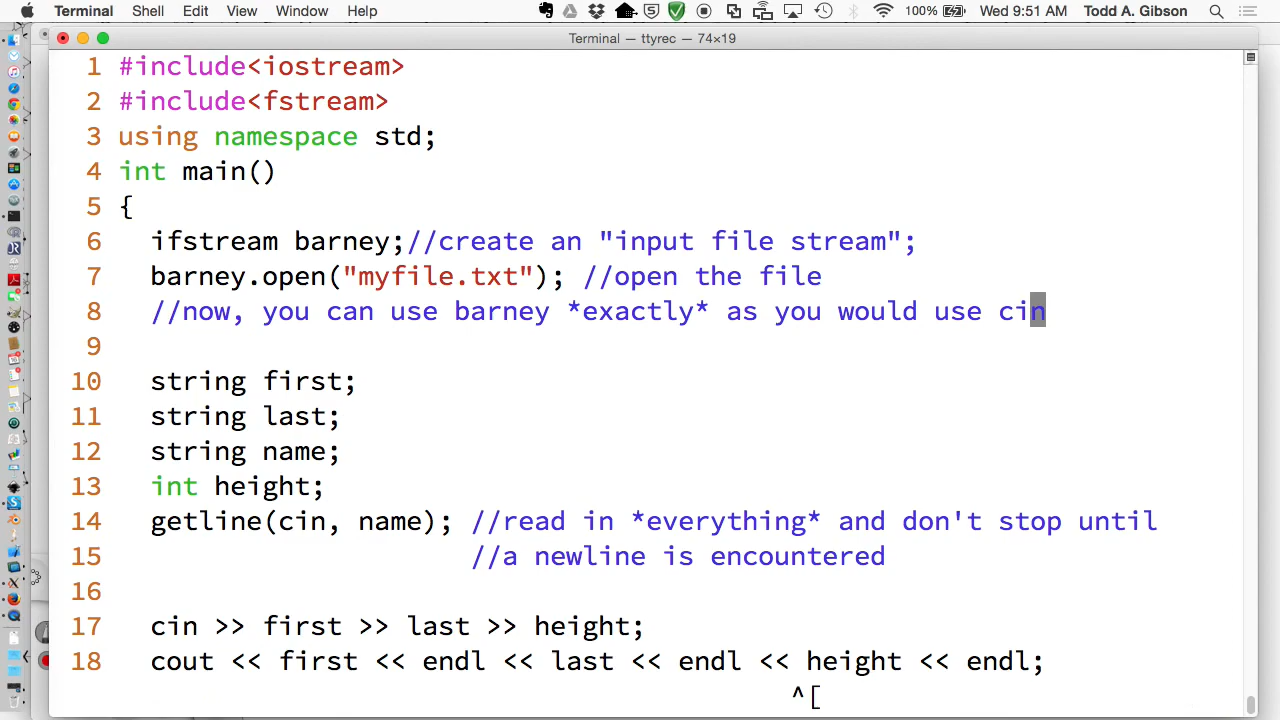 Terminal Shell Edit View Window Help 100% Wed 9:51 AM Todd A. Gibson
Terminal — ttyrec — 74×19
1 #include<iostream>
2 #include<fstream>
3 using namespace std;
4 int main()
5 {
6 ifstream barney;//create an "input file stream";
7 barney.open("myfile.txt"); //open the file
8 //now, you can use barney *exactly* as you would use cin
9
10 string first;
11 string last;
12 string name;
13 int height;
14 getline(cin, name); //read in *everything* and don't stop until
15 //a newline is encountered
16
17 cin >> first >> last >> height;
18 cout << first << endl << last << endl << height << endl;
^[